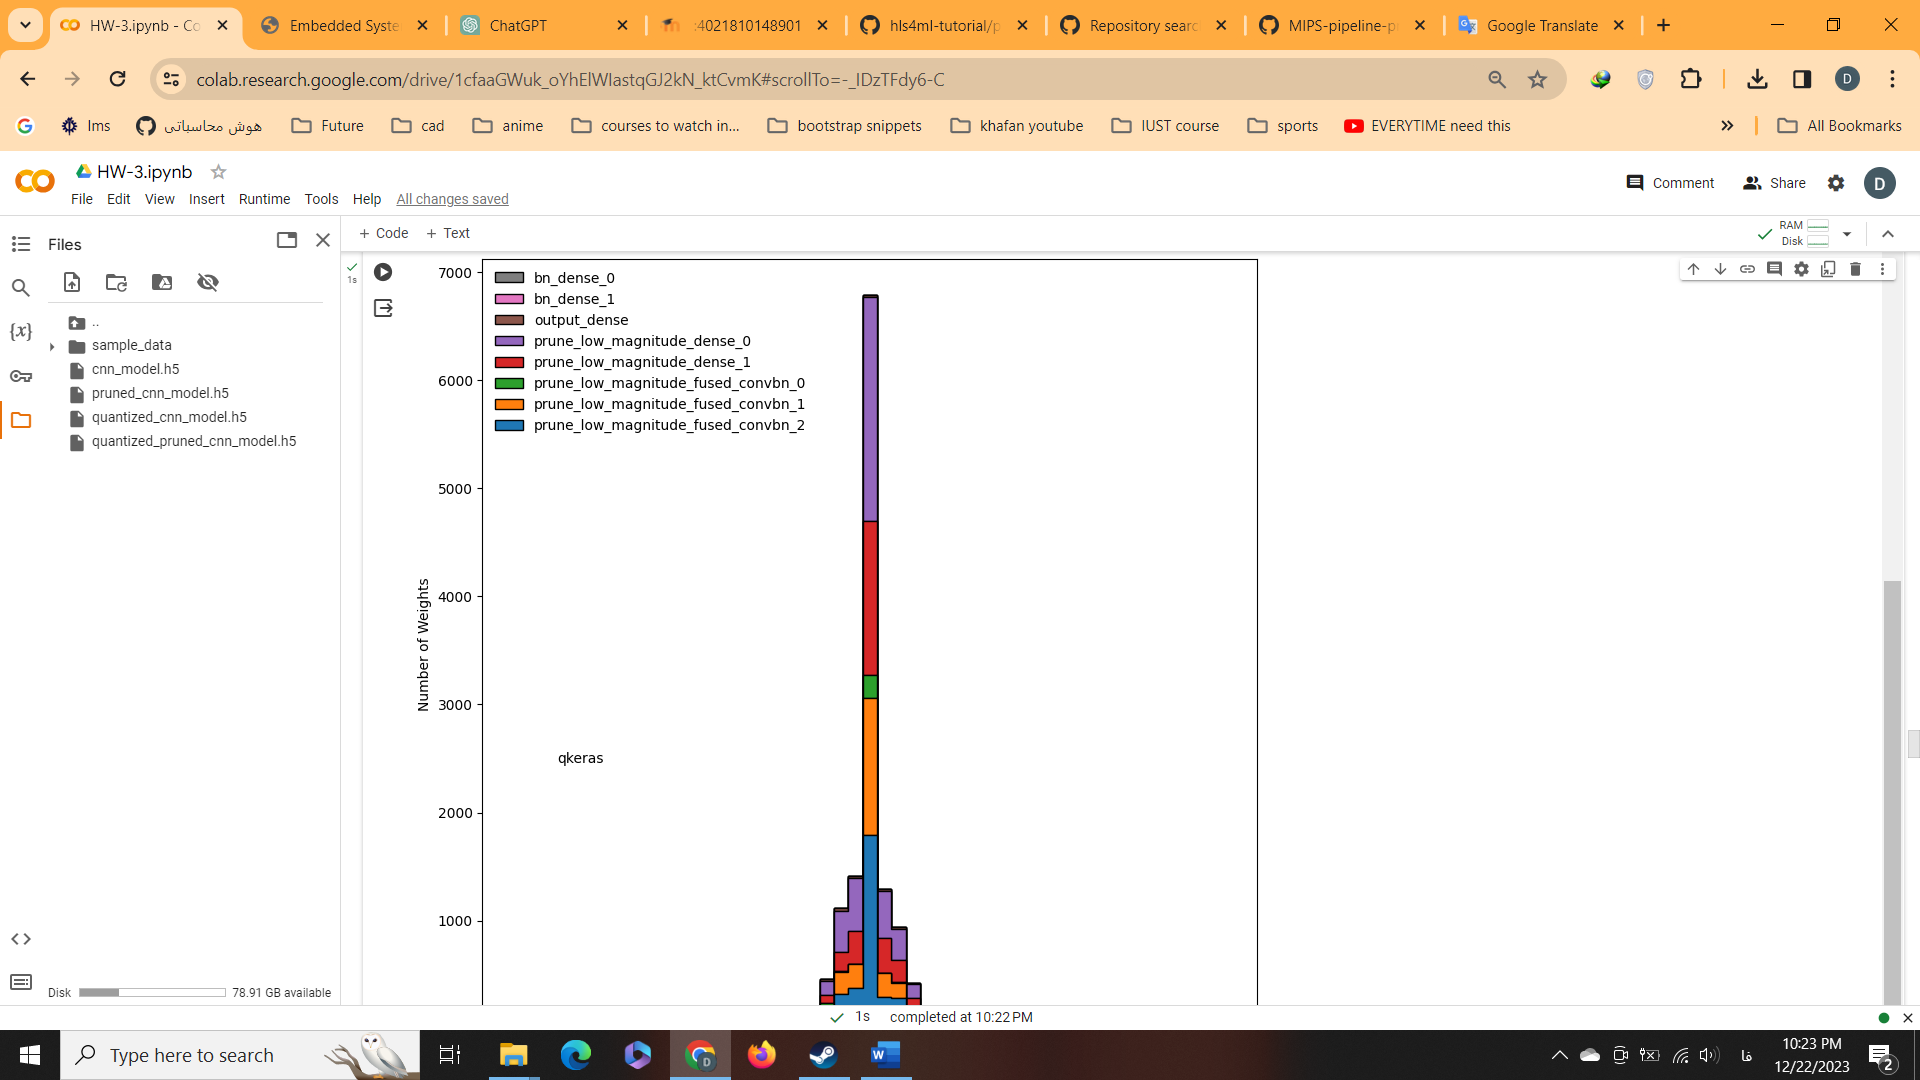 HW-3.ipynb - Co
Embedded Syste
ChatGPT
:4021810148901
hls4ml-tutorial/p
Repository searc
MIPS-pipeline-p
Google Translate
colab.research.google.com/drive/1cfaaGWuk_oYhElWIastqGJ2kN_ktCvmK#scrollTo=-_IDzTFdy6-C
D
lms
هوش محاسباتی
Future
cad
anime
courses to watch in...
bootstrap snippets
khafan youtube
IUST course
sports
EVERYTIME need this
All Bookmarks
HW-3.ipynb
File Edit View Insert Runtime Tools Help All changes saved
Comment
Share
D
Files
+ Code + Text
RAM
Disk
..
sample_data
cnn_model.h5
pruned_cnn_model.h5
quantized_cnn_model.h5
quantized_pruned_cnn_model.h5
{x}
Disk
78.91 GB available
1s
7000
6000
5000
4000
3000
2000
1000
Number of Weights
bn_dense_0
bn_dense_1
output_dense
prune_low_magnitude_dense_0
prune_low_magnitude_dense_1
prune_low_magnitude_fused_convbn_0
prune_low_magnitude_fused_convbn_1
prune_low_magnitude_fused_convbn_2
qkeras
1s completed at 10:22 PM
Type here to search
D
فا
10:23 PM
12/22/2023
2